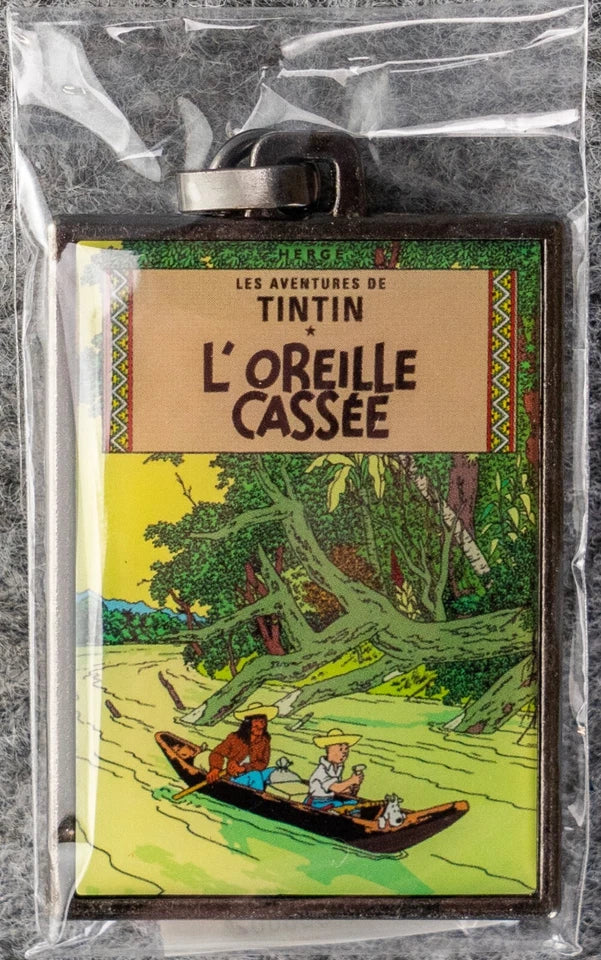 HERGÉ
LES AVENTURES DE
TINTIN
L'OREILLE
CASSÉE